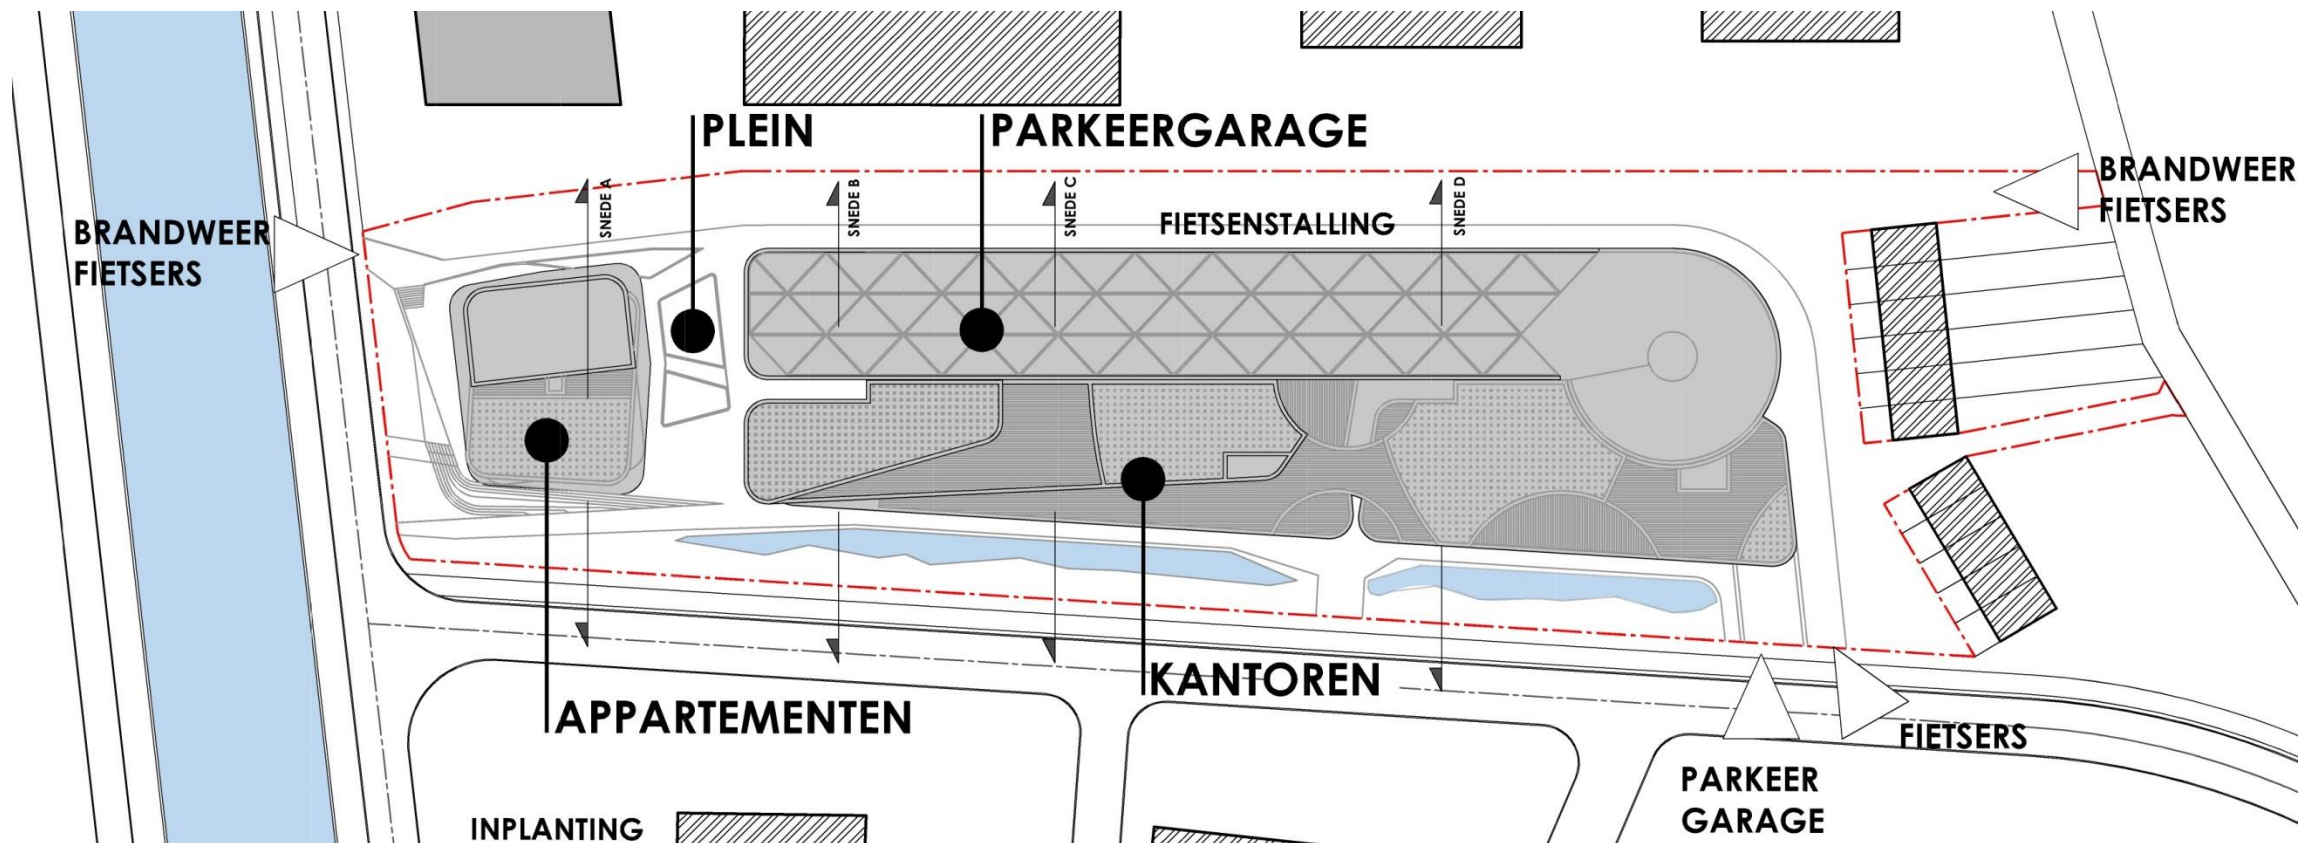 PLEIN
PARKEERGARAGE
BRANDWEER
FIETSERS
SNEDE A
SNEDE B
SNEDE C
SNEDE D
FIETSENSTALLING
BRANDWEER
FIETSERS
KANTOREN
APPARTEMENTEN
FIETSERS
PARKEER
GARAGE
INPLANTING